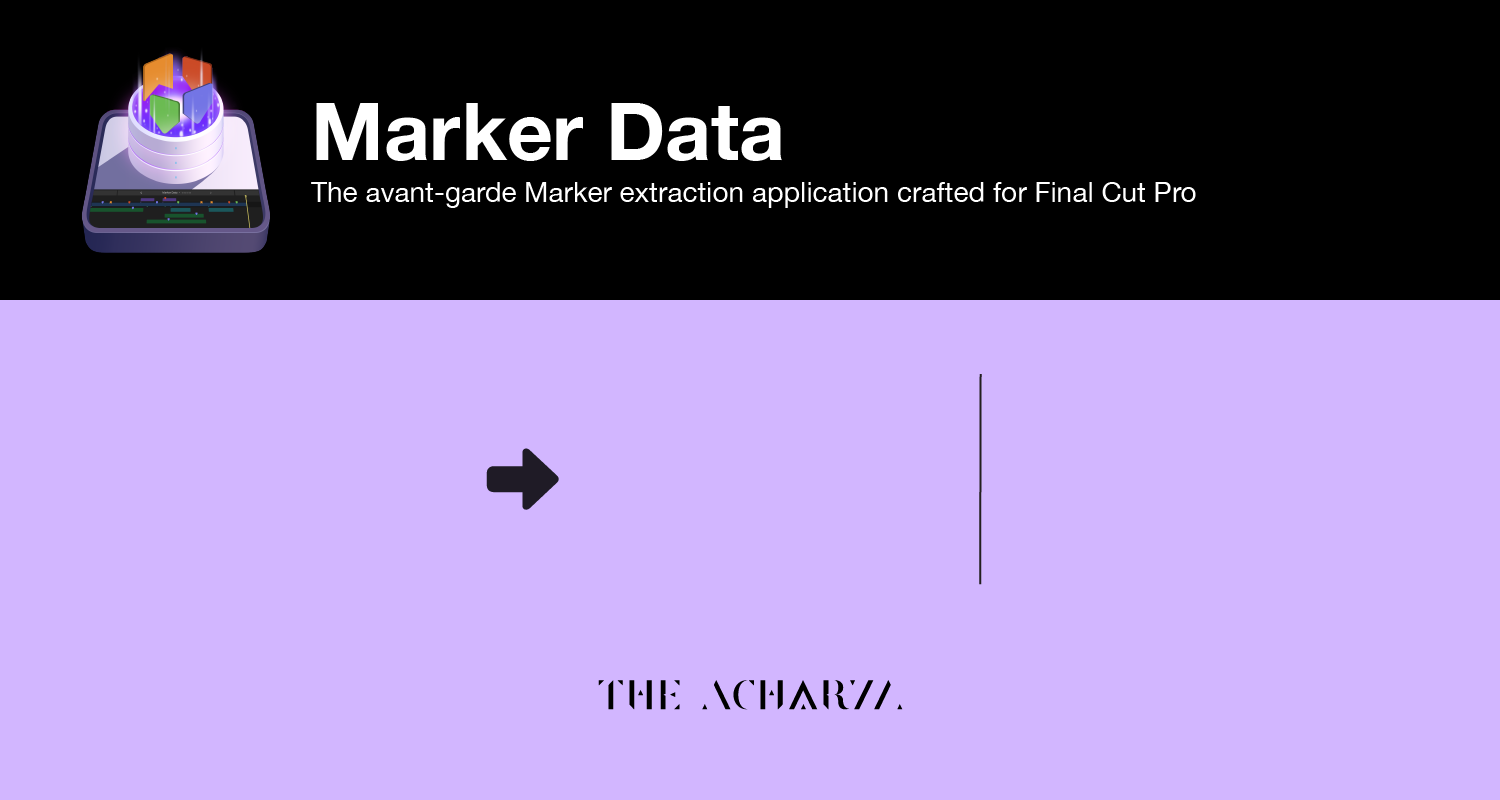 Marker Data
The avant-garde Marker extraction application crafted for Final Cut Pro
THE ACHARYA